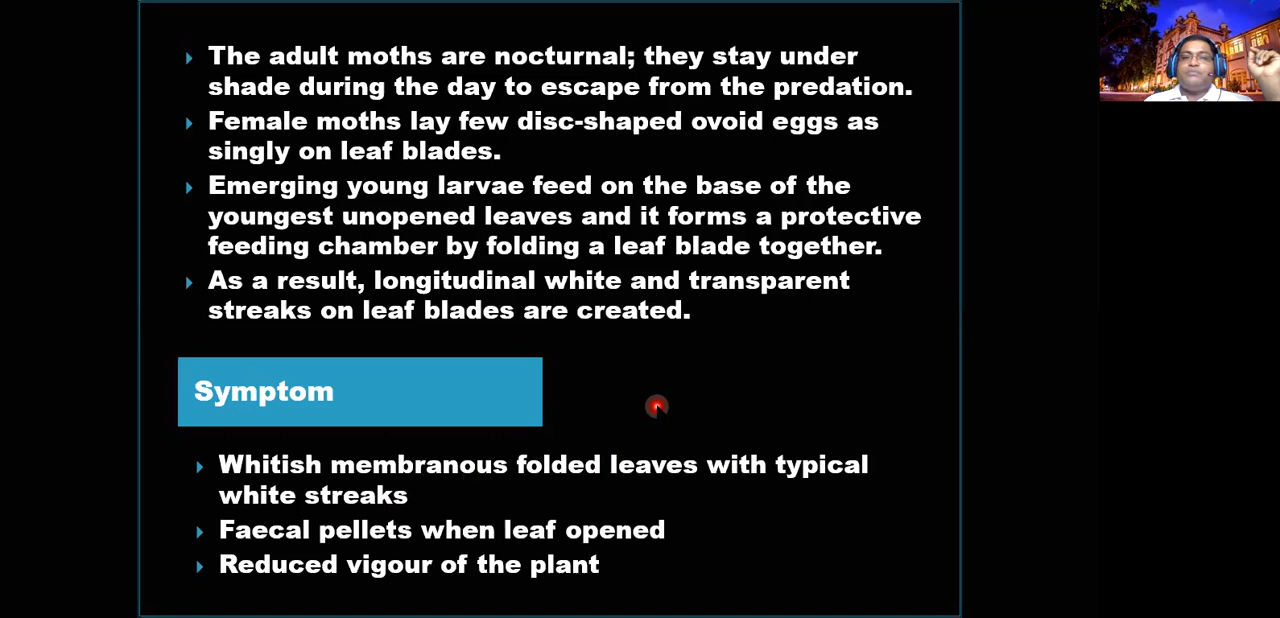 The adult moths are nocturnal; they stay under
shade during the day to escape from the predation.
Female moths lay few disc-shaped ovoid eggs as
singly on leaf blades.
Emerging young larvae feed on the base of the
youngest unopened leaves and it forms a protective
feeding chamber by folding a leaf blade together.
As a result, longitudinal white and transparent
streaks on leaf blades are created.
Symptom
Whitish membranous folded leaves with typical
white streaks
Faecal pellets when leaf opened
Reduced vigour of the plant